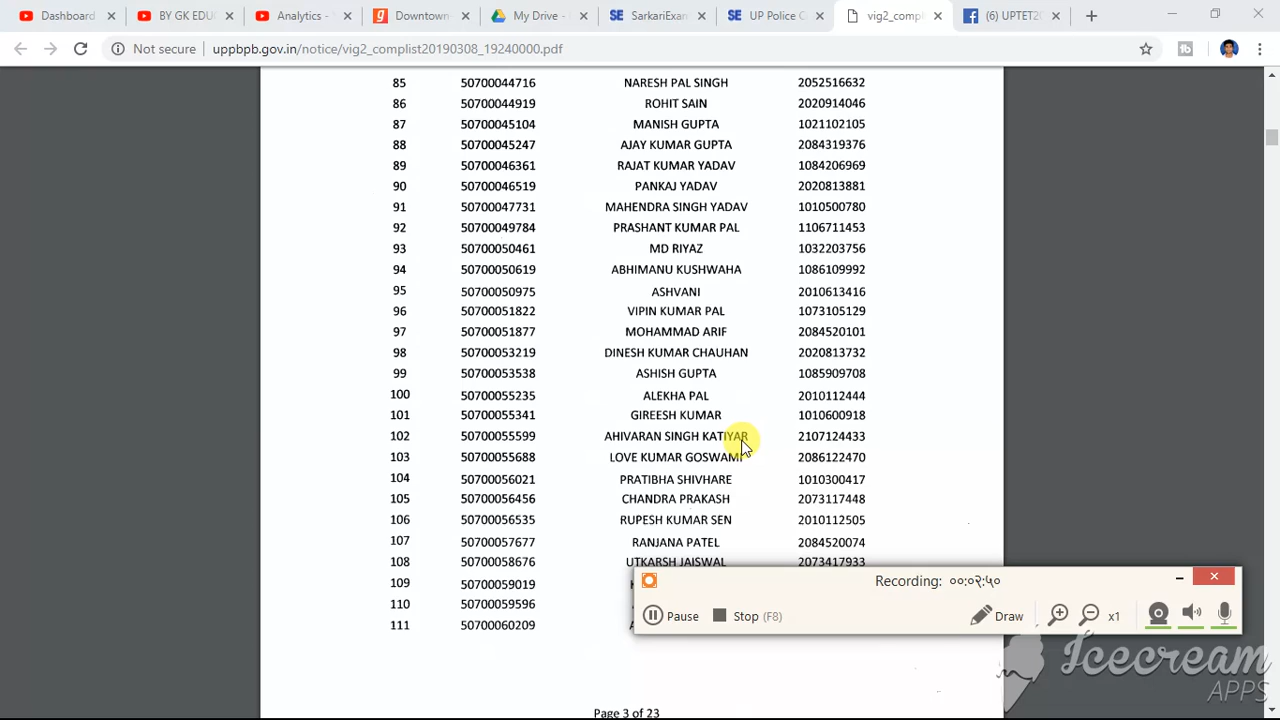 Dashboard
BY GK EDU
Analytics -
Downtown-
My Drive -
SarkariExam
UP Police C
vig2_compl
(6) UPTET20
Not secure | uppbpb.gov.in/notice/vig2_complist20190308_19240000.pdf
85 50700044716 NARESH PAL SINGH 2052516632
86 50700044919 ROHIT SAIN 2020914046
87 50700045104 MANISH GUPTA 1021102105
88 50700045247 AJAY KUMAR GUPTA 2084319376
89 50700046361 RAJAT KUMAR YADAV 1084206969
90 50700046519 PANKAJ YADAV 2020813881
91 50700047731 MAHENDRA SINGH YADAV 1010500780
92 50700049784 PRASHANT KUMAR PAL 1106711453
93 50700050461 MD RIYAZ 1032203756
94 50700050619 ABHIMANU KUSHWAHA 1086109992
95 50700050975 ASHVANI 2010613416
96 50700051822 VIPIN KUMAR PAL 1073105129
97 50700051877 MOHAMMAD ARIF 2084520101
98 50700053219 DINESH KUMAR CHAUHAN 2020813732
99 50700053538 ASHISH GUPTA 1085909708
100 50700055235 ALEKHA PAL 2010112444
101 50700055341 GIREESH KUMAR 1010600918
102 50700055599 AHIVARAN SINGH KATIYAR 2107124433
103 50700055688 LOVE KUMAR GOSWAMI 2086122470
104 50700056021 PRATIBHA SHIVHARE 1010300417
105 50700056456 CHANDRA PRAKASH 2073117448
106 50700056535 RUPESH KUMAR SEN 2010112505
107 50700057677 RANJANA PATEL 2084520074
108 50700058676 UTKARSH JAISWAL 2073417933
109 50700059019
110 50700059596
111 50700060209
Recording: ००:०२:५०
Pause Stop (F8) Draw x1
Icecream
APPS
Page 3 of 23